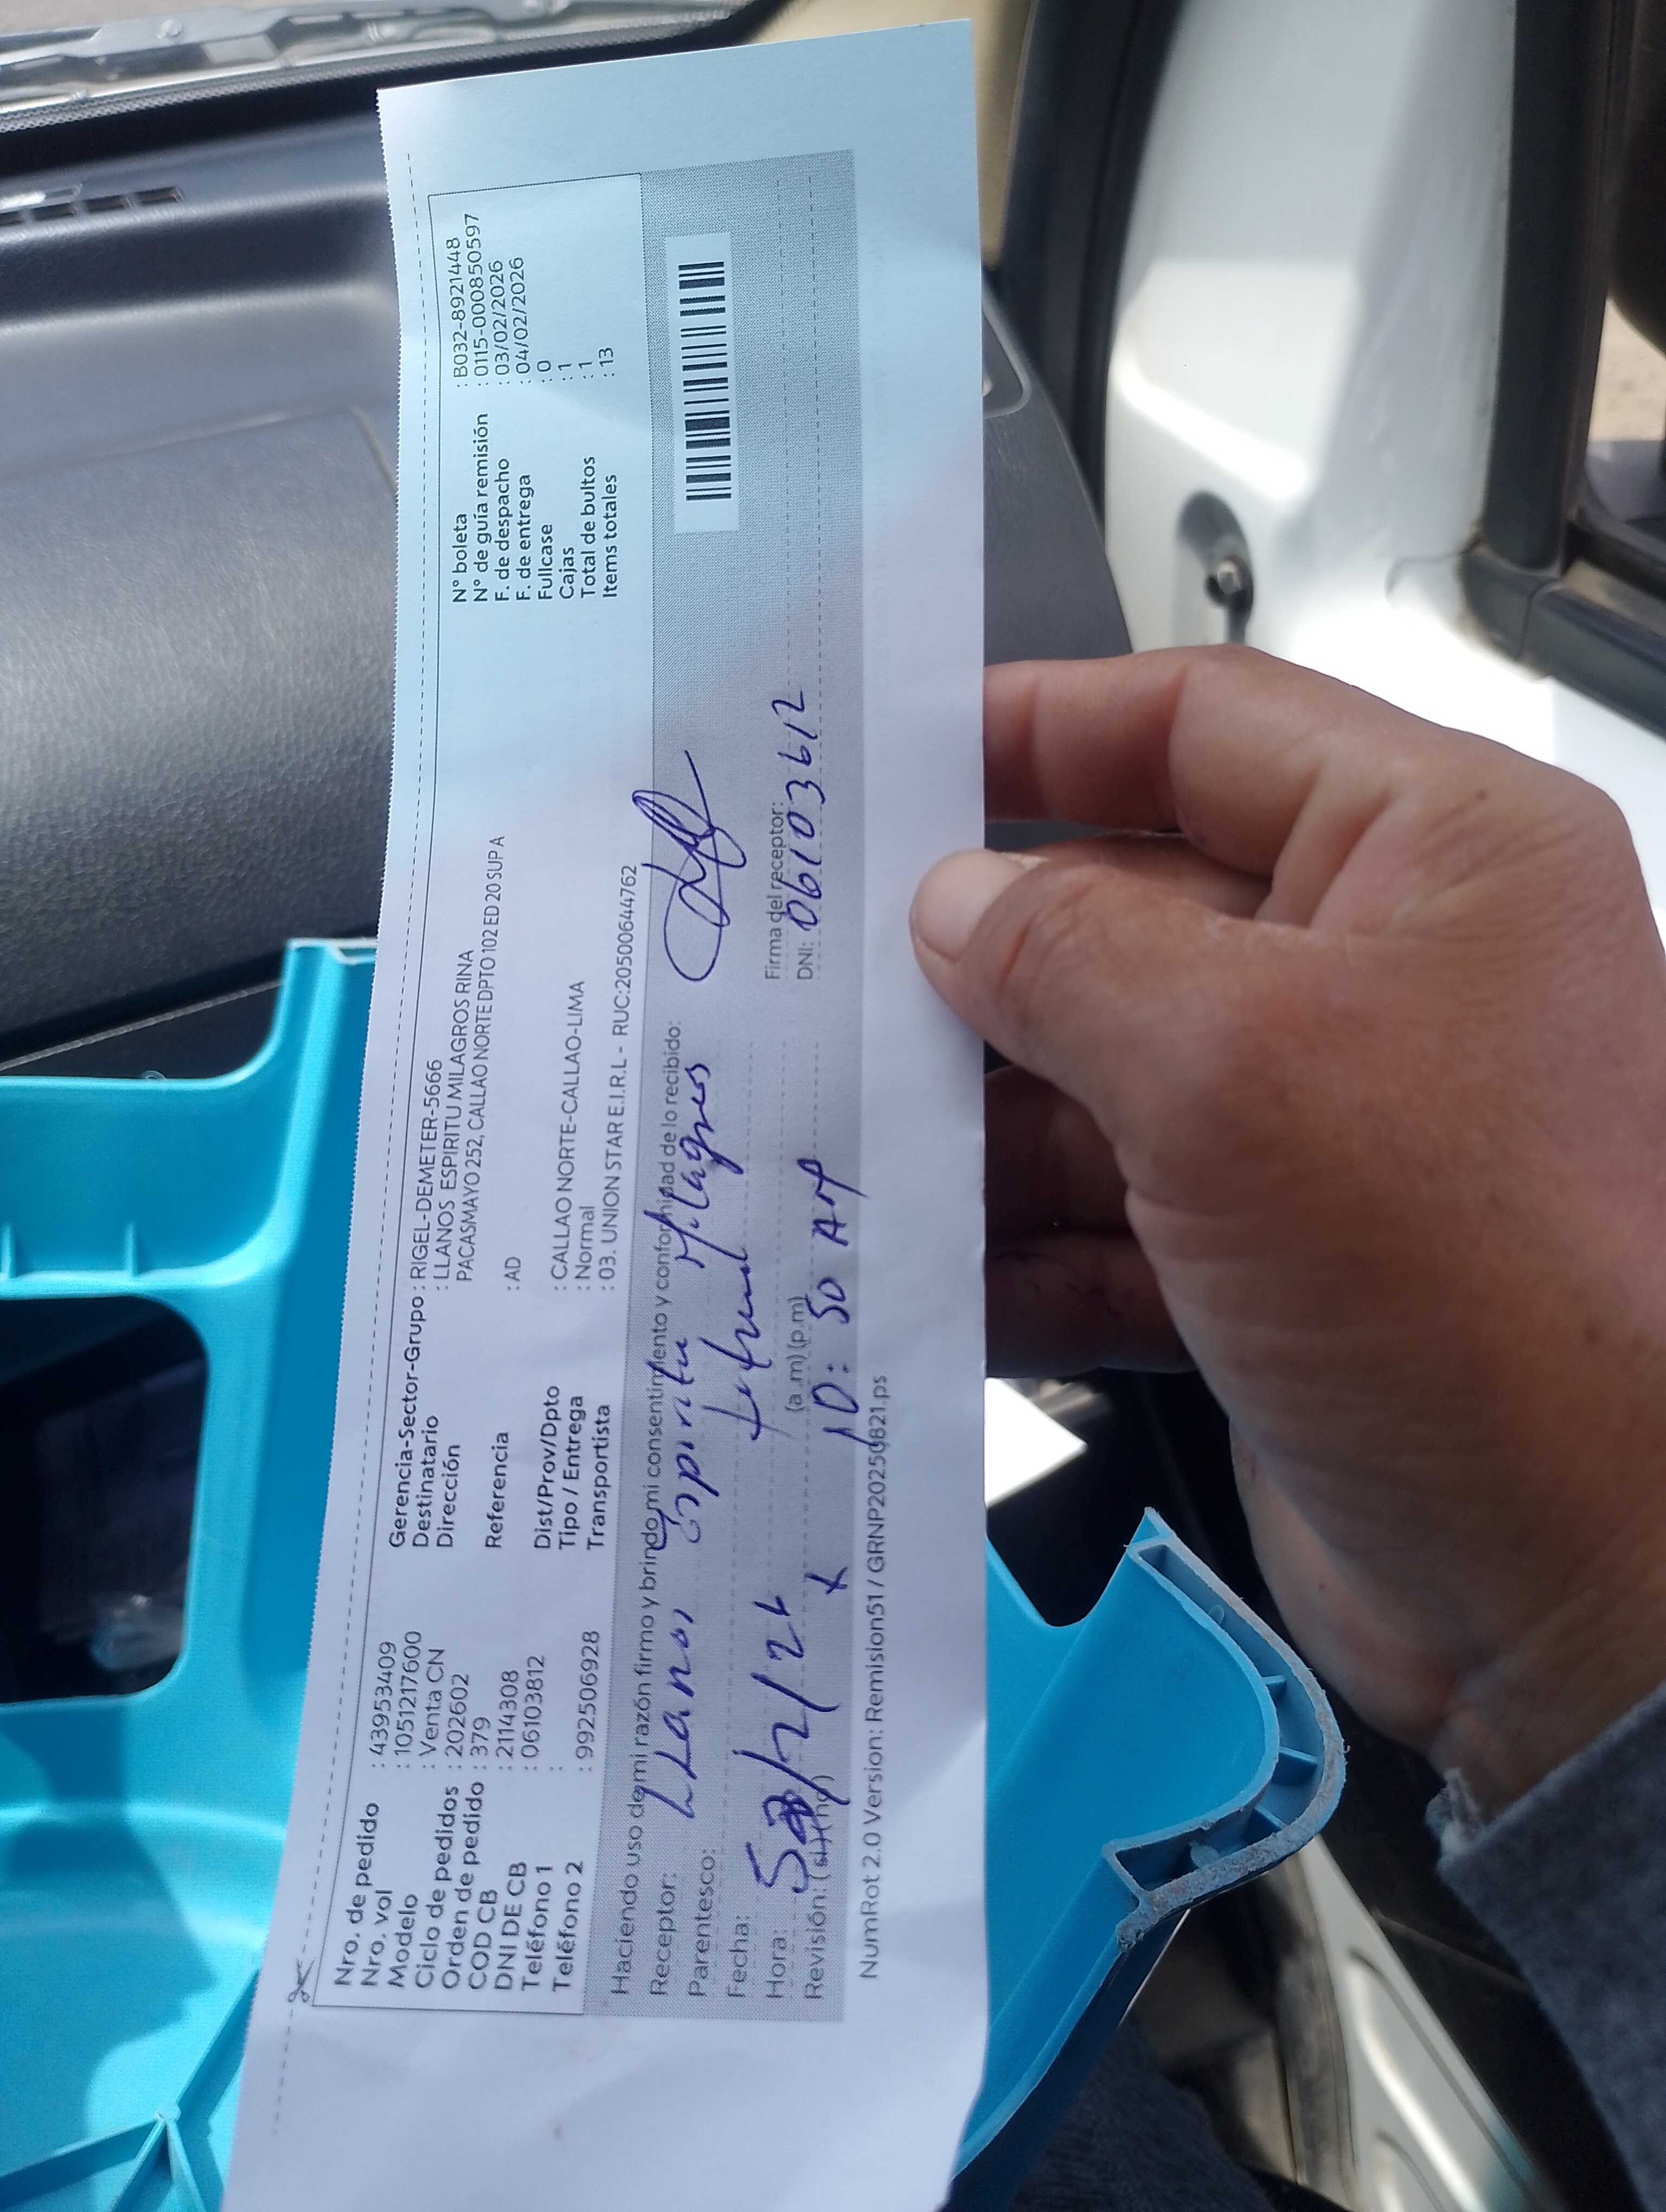 Nro. de pedido : 43953409
Nro. vol : 1051217600
Modelo : Venta CN
Ciclo de pedidos : 202602
Orden de pedido : 379
COD CB : 2114308
DNI DE CB : 06103812
Teléfono 1 :
Teléfono 2 : 992506928
Gerencia-Sector-Grupo : RIGEL-DEMETER-5666
Destinatario : LLANOS ESPIRITU MILAGROS RINA
Dirección PACASMAYO 252, CALLAO NORTE DPTO 102 ED 20 SUP A
Referencia : AD
Dist/Prov/Dpto : CALLAO NORTE-CALLAO-LIMA
Tipo / Entrega : Normal
Transportista : 03. UNION STAR E.I.R.L - RUC:20500644762
N° boleta : B032-8921448
N° de guía remisión : 0115-0008850597
F. de despacho : 03/02/2026
F. de entrega : 04/02/2026
Fullcase : 0
Cajas : 1
Total de bultos : 1
Items totales : 13
Haciendo uso de mi razón firmo y brindo mi consentimiento y conformidad de lo recibido:
Receptor: LLanos Espiritu Milagros
Parentesco:
Fecha:
Hora: (a.m)(p.m)
Firma del receptor:
Revisión: 10:50 Am
DNI: 06103612
NumRot 2.0 Version: Remision51 / GRNP20250821.ps